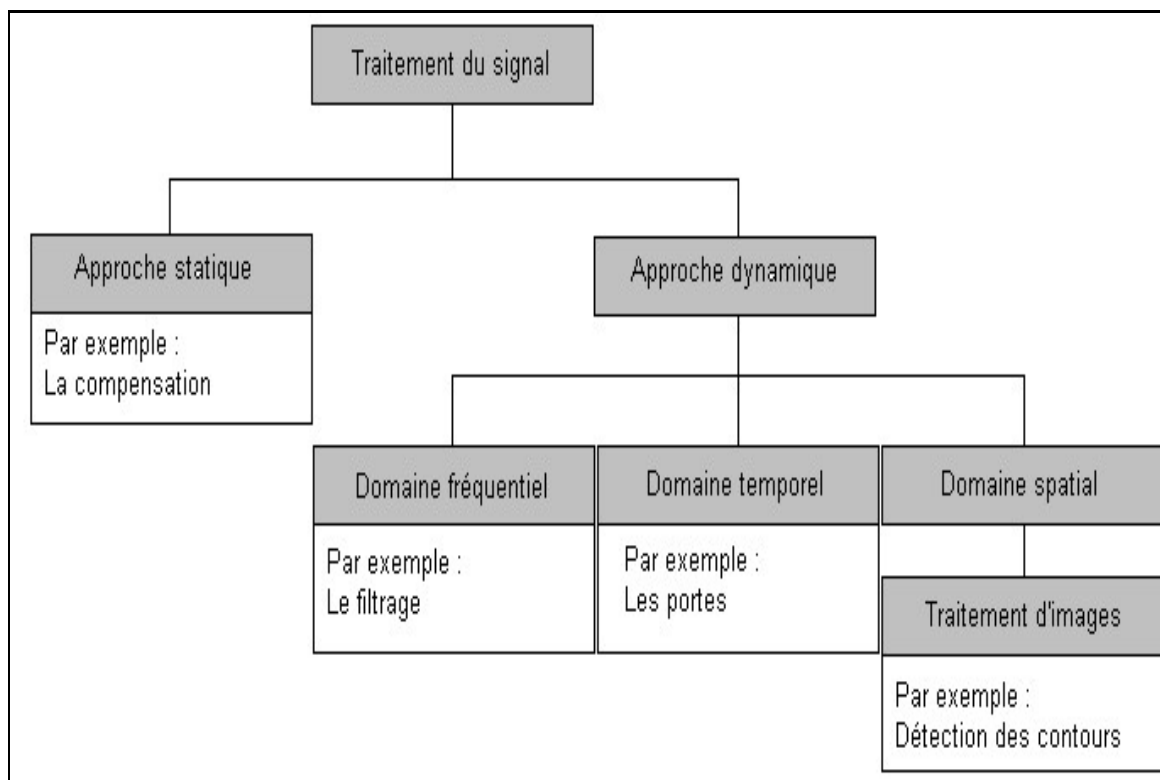 Traitement du signal
Approche statique
Par exemple :
La compensation
Approche dynamique
Domaine fréquentiel
Par exemple :
Le filtrage
Domaine temporel
Par exemple :
Les portes
Domaine spatial
Traitement d'images
Par exemple :
Détection des contours